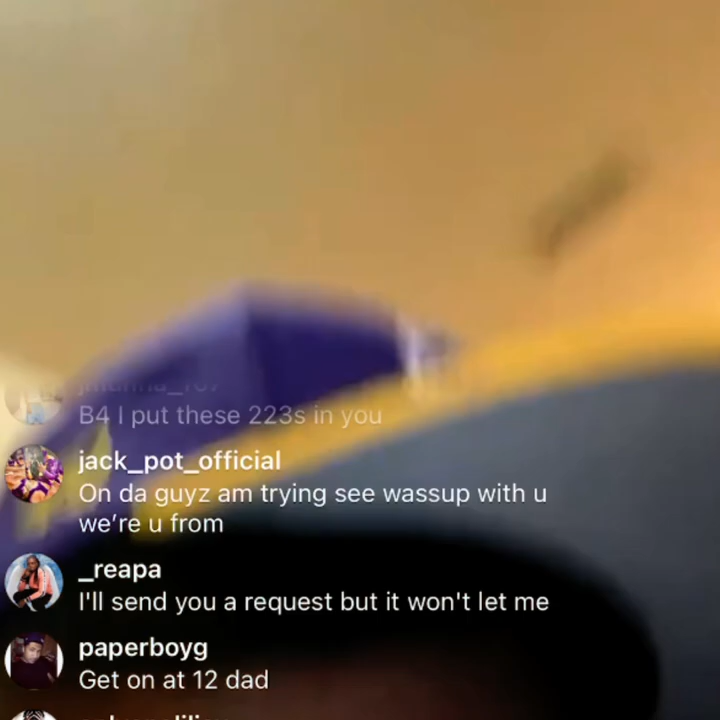 B4 I put these 223s in you
jack_pot_official
On da guyz am trying see wassup with u
we're u from
_reapa
I'll send you a request but it won't let me
paperboyg
Get on at 12 dad